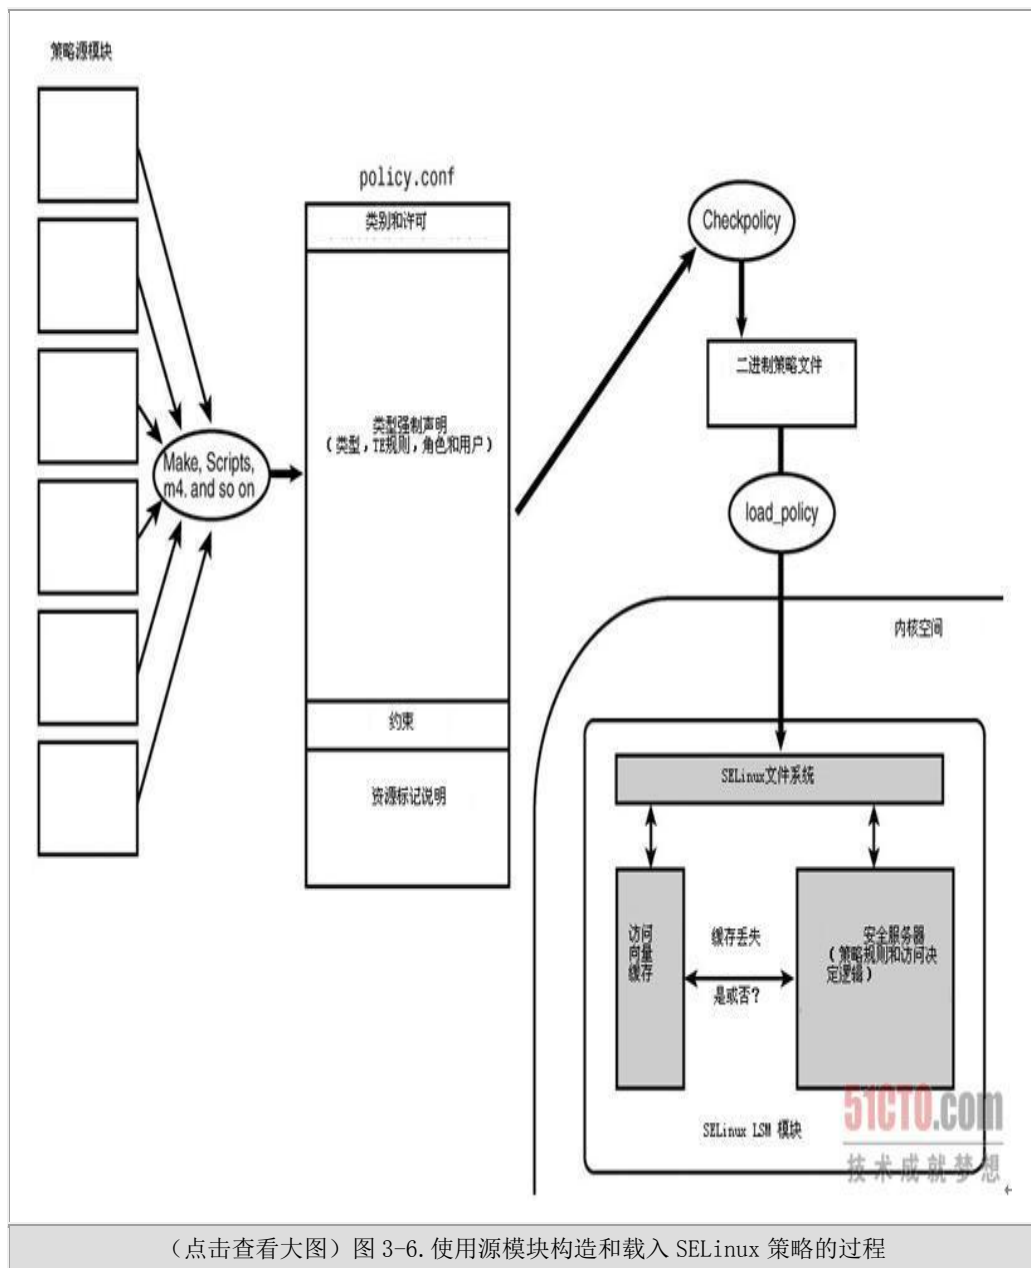 策略源模块
policy.conf
类别和许可
类型强制声明
(类型,TE规则,角色和用户)
约束
资源标记说明
Make, Scripts,
m4. and so on
Checkpolicy
二进制策略文件
load_policy
内核空间
SELinux文件系统
访问
向量
缓存
缓存丢失
是或否?
安全服务器
(策略规则和访问决
定逻辑)
SELinux LSM 模块
51CTO.com
技术成就梦想
(点击查看大图)图 3-6.使用源模块构造和载入 SELinux 策略的过程